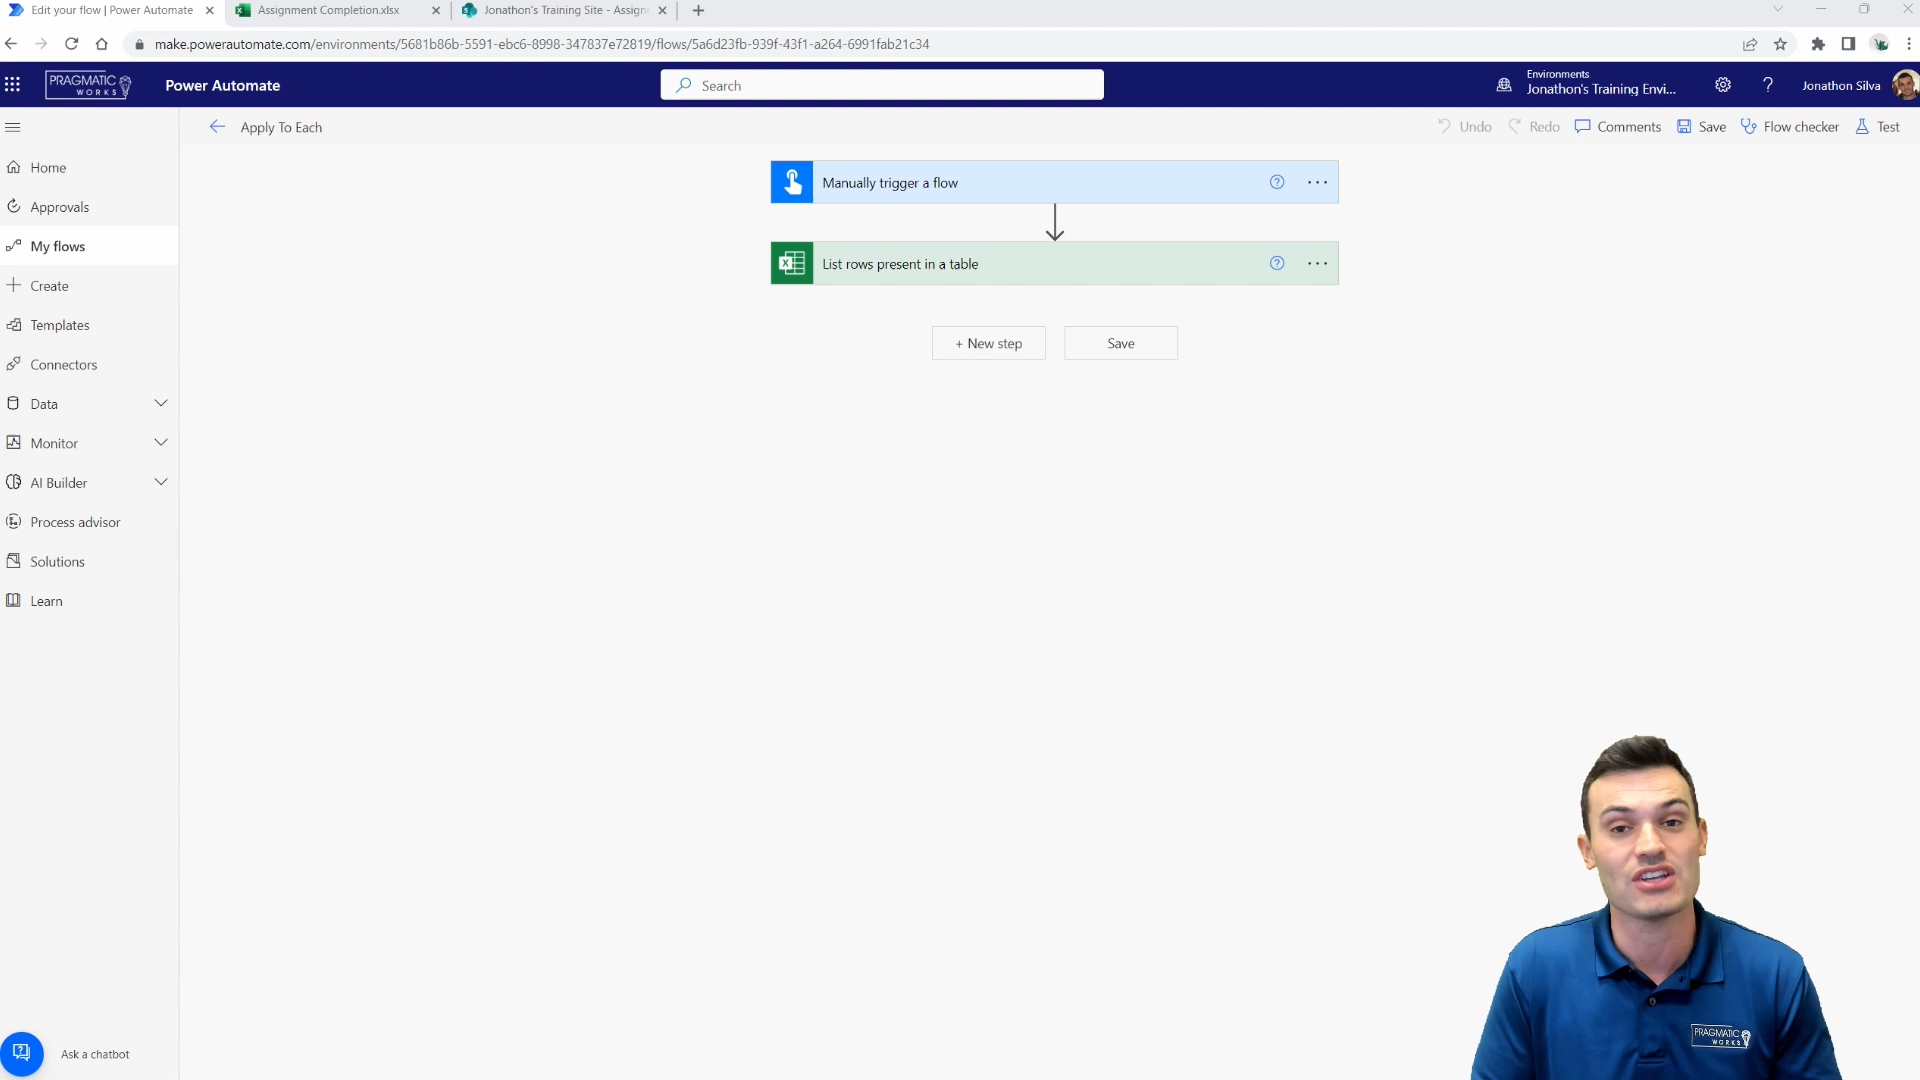 Edit your flow | Power Automate
Assignment Completion.xlsx
Jonathon's Training Site - Assign
make.powerautomate.com/environments/5681b86b-5591-ebc6-8998-347837e72819/flows/5a6d23fb-939f-43f1-a264-6991fab21c34
PRAGMATIC
WORKS
Power Automate
Search
Environments
Jonathon's Training Envi...
Jonathon Silva
Apply To Each
Undo
Redo
Comments
Save
Flow checker
Test
Home
Approvals
My flows
Create
Templates
Connectors
Data
Monitor
AI Builder
Process advisor
Solutions
Learn
Manually trigger a flow
List rows present in a table
+ New step
Save
Ask a chatbot
PRAGMATIC
WORKS